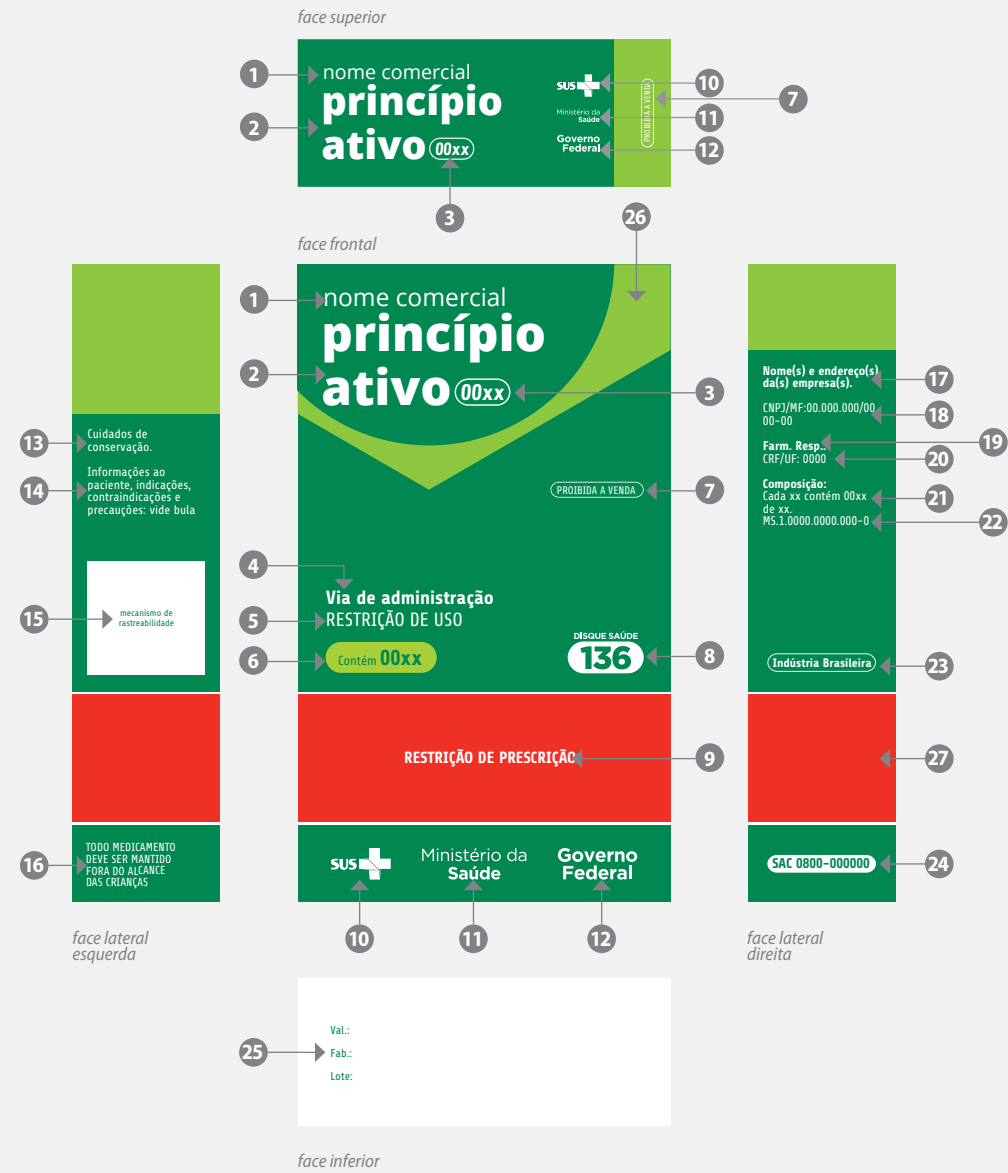 face superior
1
nome comercial
princípio
2
ativo 00xx
3
SUS
10
Ministério da
Saúde
11
Governo
Federal
12
PROIBIDA A VENDA
7
26
face frontal
1
nome comercial
princípio
2
ativo 00xx
3
PROIBIDA A VENDA
7
4
Via de administração
5
RESTRIÇÃO DE USO
6
Contém 00xx
DISQUE SAÚDE
136
8
RESTRIÇÃO DE PRESCRIÇÃO
9
SUS
Ministério da
Saúde
Governo
Federal
10
11
12
13
Cuidados de
conservação.
14
Informações ao
paciente, indicações,
contraindicações e
precauções: vide bula
15
mecanismo de
rastreabilidade
16
TODO MEDICAMENTO
DEVE SER MANTIDO
FORA DO ALCANCE
DAS CRIANÇAS
face lateral
esquerda
Nome(s) e endereço(s)
da(s) empresa(s).
17
CNPJ/MF:00.000.000/00
00-00
18
Farm. Resp..
19
CRF/UF: 0000
20
Composição:
Cada xx contém 00xx
de xx.
21
MS.1.0000.0000.000-0
22
Indústria Brasileira
23
27
SAC 0800-000000
24
face lateral
direita
Val.:
25
Fab.:
Lote:
face inferior